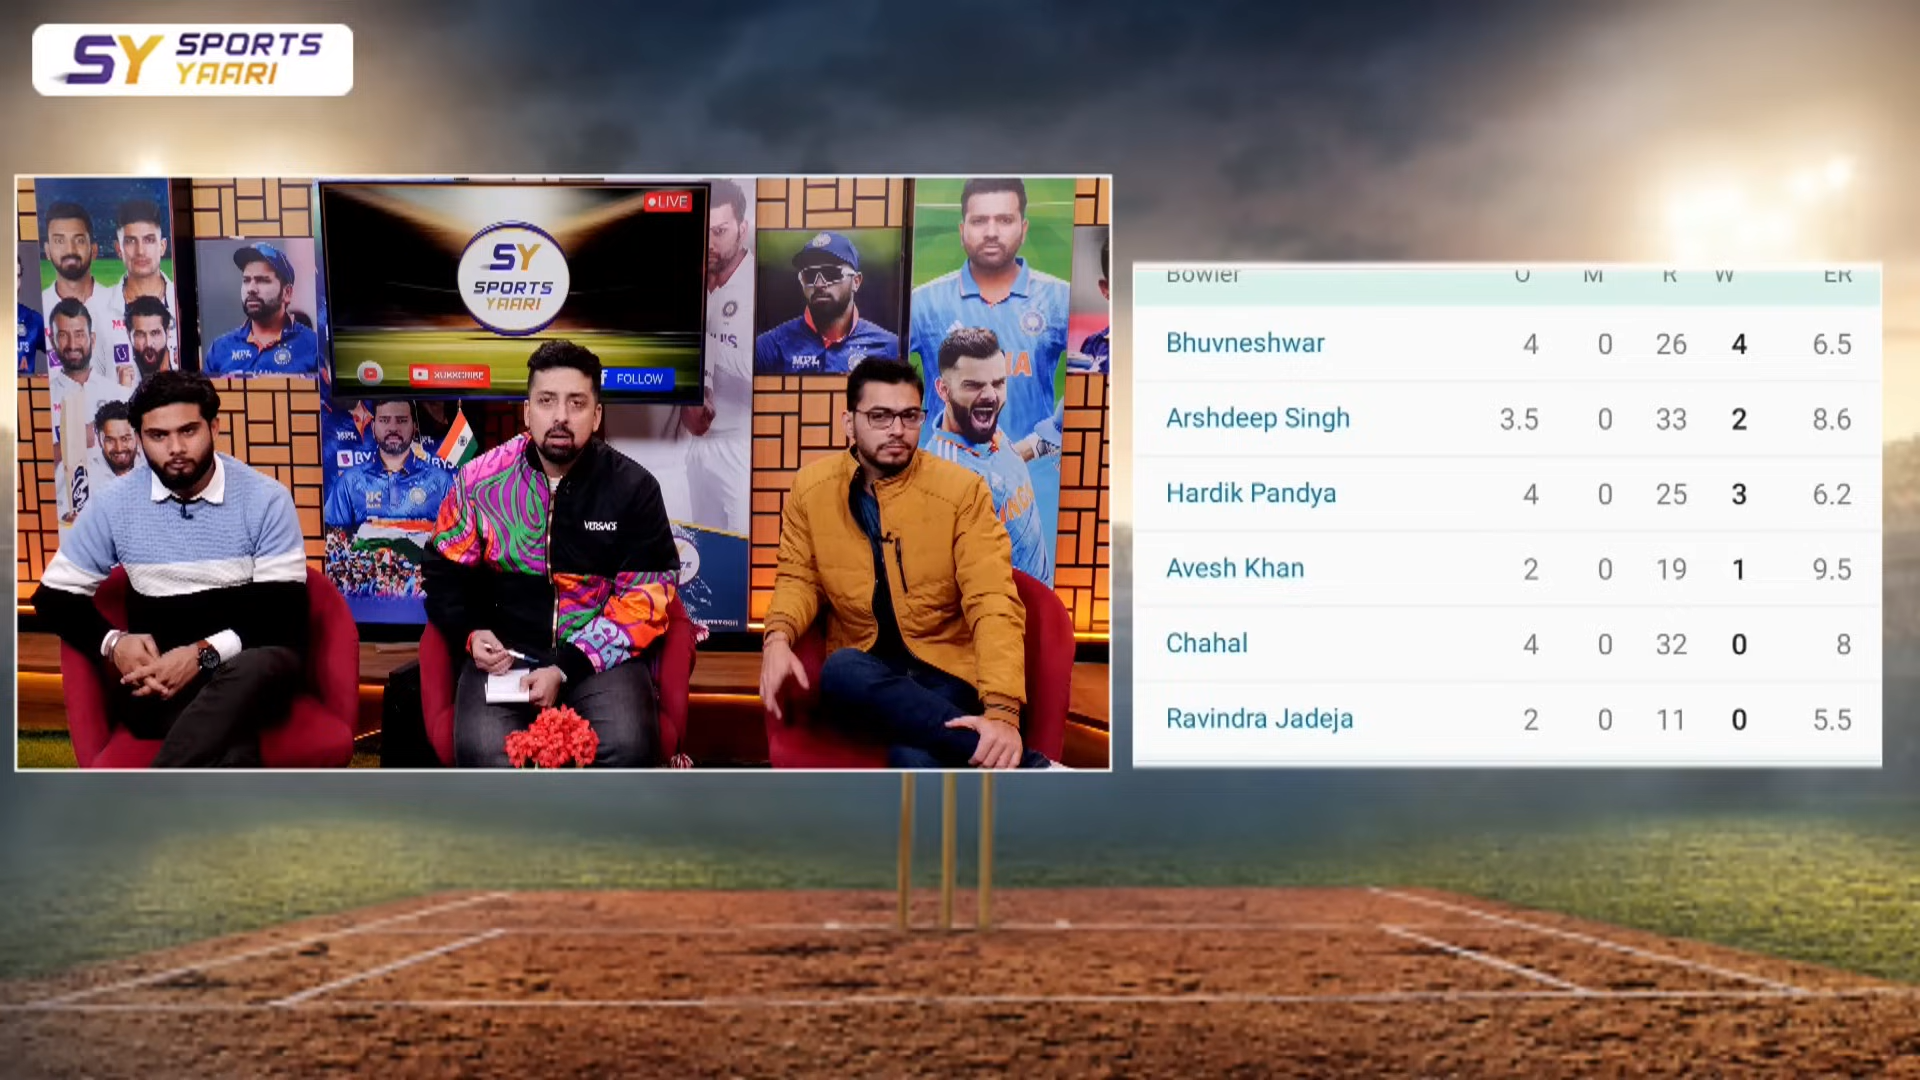 SY SPORTS
YAARI
LIVE
SY
SPORTS
YAARI
SUBSCRIBE
f FOLLOW
MPL
MPL
VERSACE
Bowler O M R W ER
Bhuvneshwar 4 0 26 4 6.5
Arshdeep Singh 3.5 0 33 2 8.6
Hardik Pandya 4 0 25 3 6.2
Avesh Khan 2 0 19 1 9.5
Chahal 4 0 32 0 8
Ravindra Jadeja 2 0 11 0 5.5